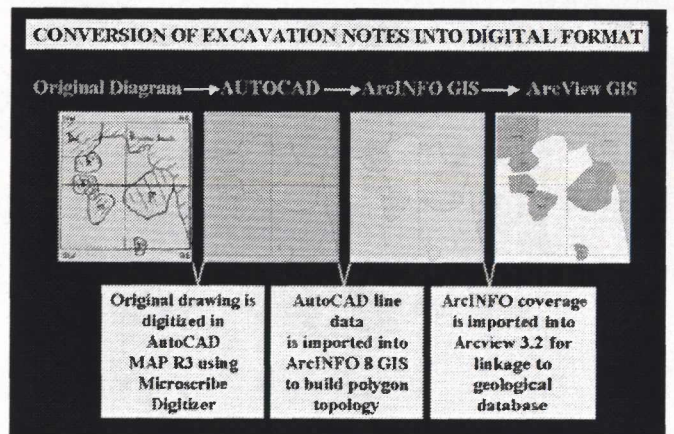 CONVERSION OF EXCAVATION NOTES INTO DIGITAL FORMAT
Original Diagram → AUTOCAD → ArcINFO GIS → ArcView GIS
Original drawing is
digitized in
AutoCAD
MAP R3 using
Microscribe
Digitizer
AutoCAD line
data
is imported into
ArcINFO 8 GIS
to build polygon
topology
ArcINFO coverage
is imported into
Arcview 3.2 for
linkage to
geological
database